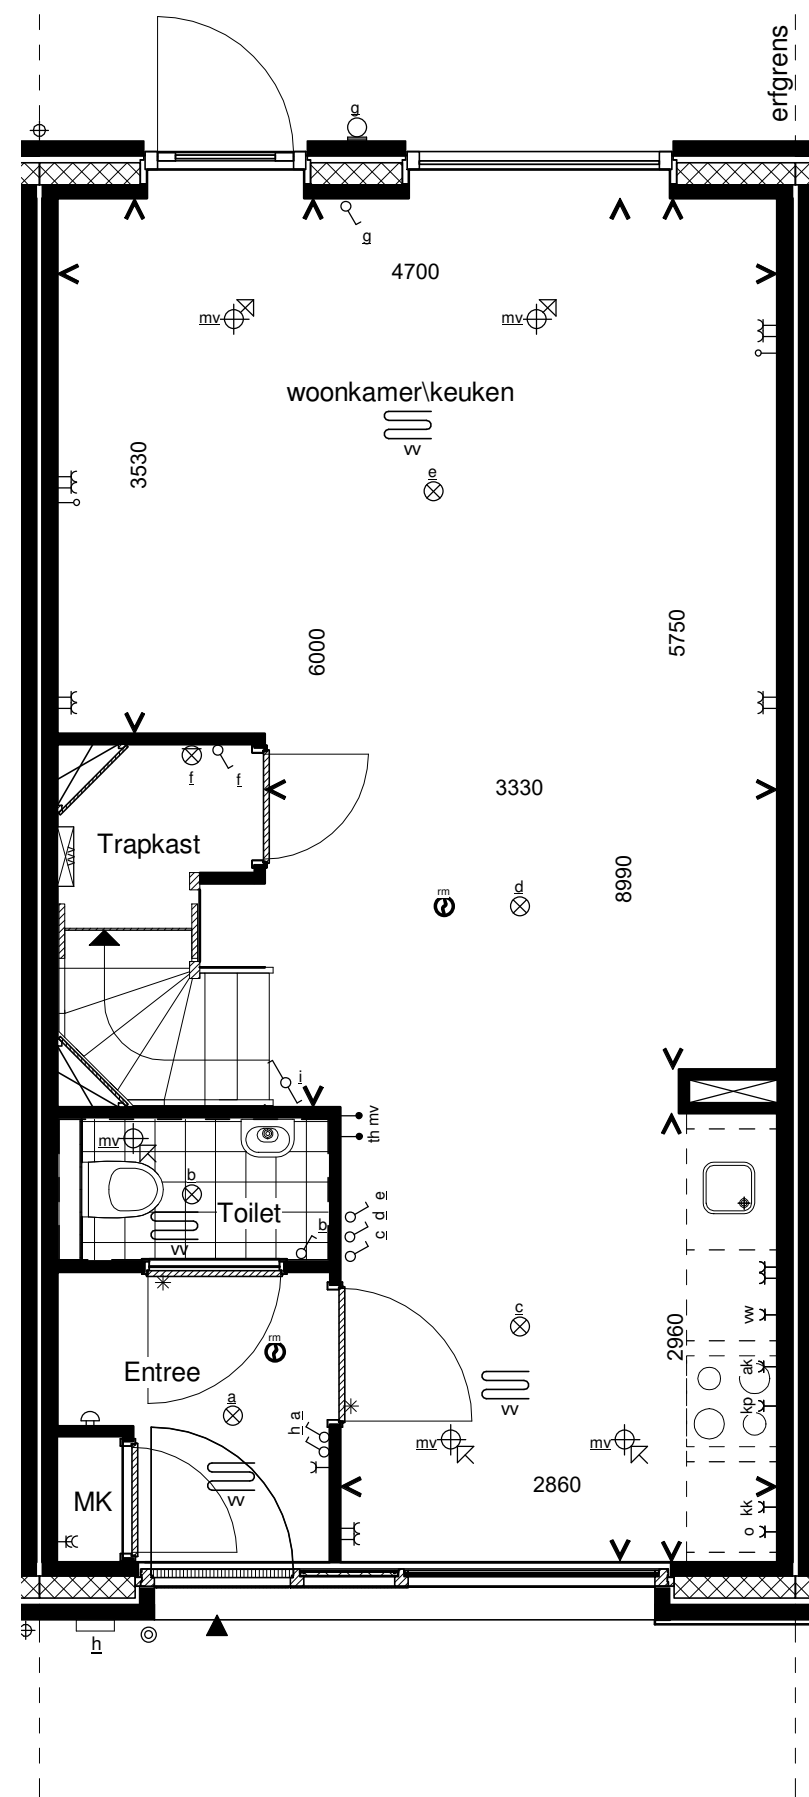 erfgrens
g
g
4700
mv
mv
woonkamer\keuken
vv
e
3530
6000
5750
f
f
3330
Trapkast
vv
8990
rm
d
i
mv
th
mv
b
Toilet
b
vv
e
d
c
c
vw
2960
rm
Entree
ak
vv
kp
a
h a
mv
mv
vv
2860
MK
kk
o
h